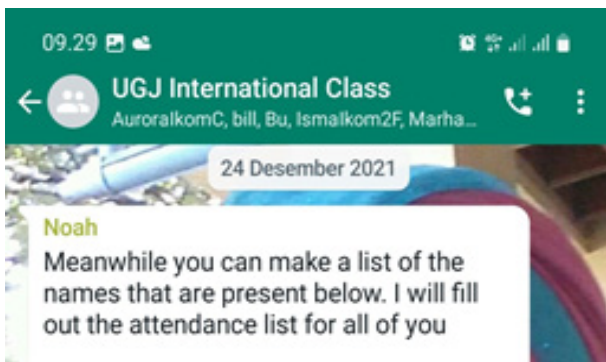 09.29
UGJ International Class
AuroraIkomC, bill, Bu, IsmaIkom2F, Marha...
24 Desember 2021
Noah
Meanwhile you can make a list of the
names that are present below. I will fill
out the attendance list for all of you